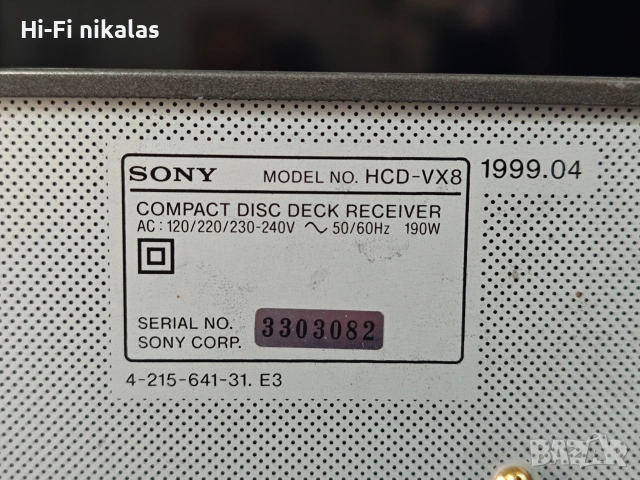 Hi-Fi nikalas
SONY MODEL NO. HCD-VX8 1999.04
COMPACT DISC DECK RECEIVER
AC: 120/220/230-240V ~ 50/60Hz 190W
SERIAL NO. 3303082
SONY CORP.
4-215-641-31. E3
BAZAR